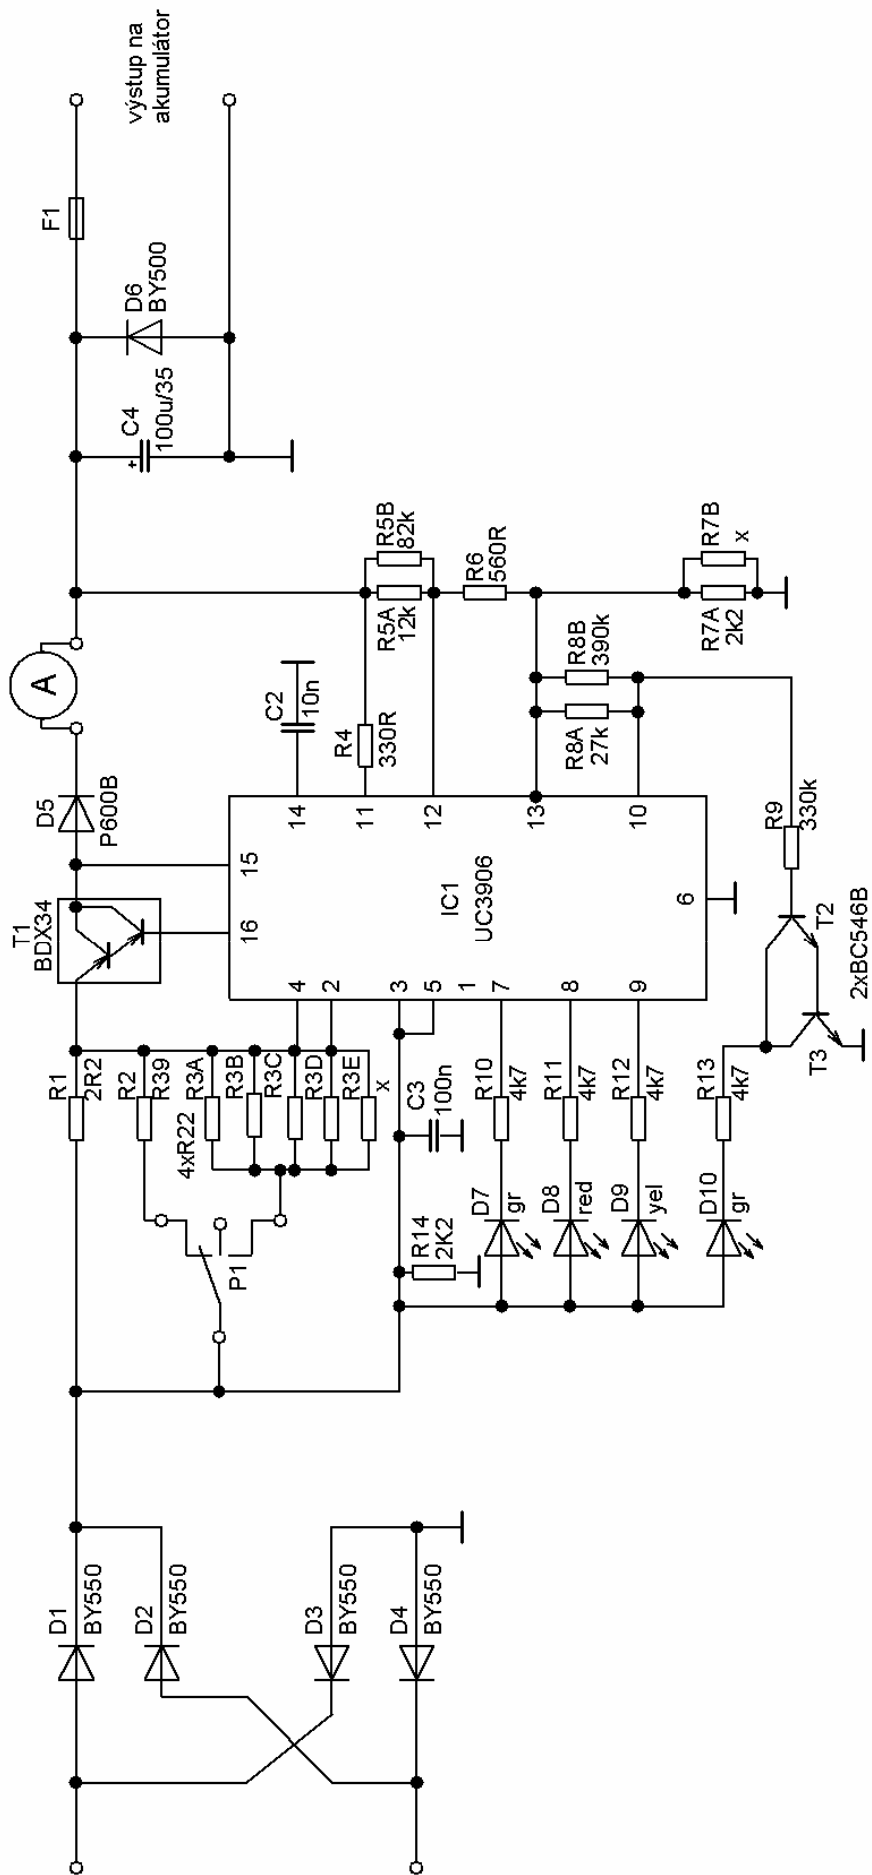 D1
BY550
D2
BY550
D3
BY550
D4
BY550
R1
2R2
R2
R39
4xR22
R3A
R3B
R3C
R3D
R3E
x
P1
R14
2K2
C3
100n
D7
gr
D8
red
D9
yel
D10
gr
R10
4k7
R11
4k7
R12
4k7
R13
4k7
T1
BDX34
16
15
4
2
3
5
1
7
8
9
IC1
UC3906
6
14
11
12
13
10
T3
T2
2xBC546B
R9
330k
D5
P600B
A
C2
10n
R4
330R
R5A
12k
R5B
82k
R6
560R
R8A
27k
R8B
390k
R7A
2k2
R7B
x
+
C4
100u/35
D6
BY500
F1
výstup na
akumulátor